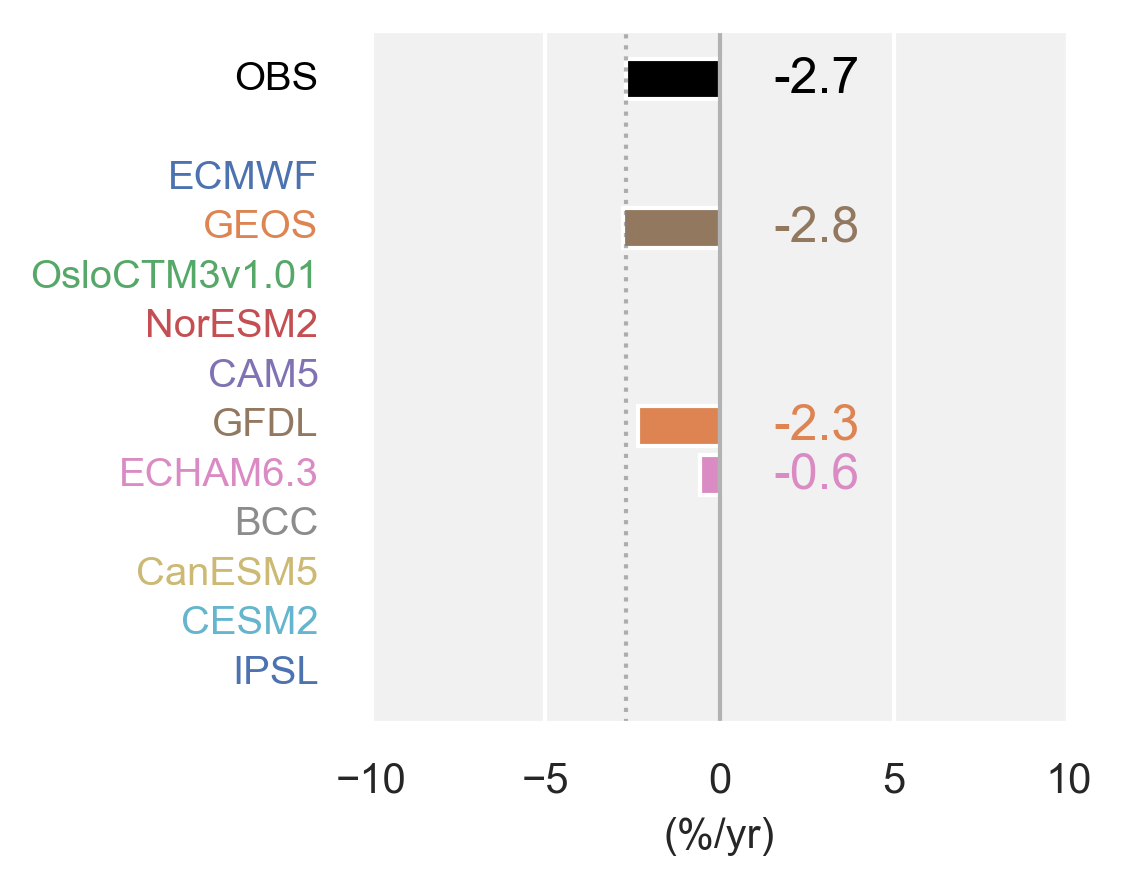 OBS -2.7
ECMWF
GEOS -2.8
OsloCTM3v1.01
NorESM2
CAM5
GFDL -2.3
ECHAM6.3 -0.6
BCC
CanESM5
CESM2
IPSL
−10 −5 0 5 10
(%/yr)